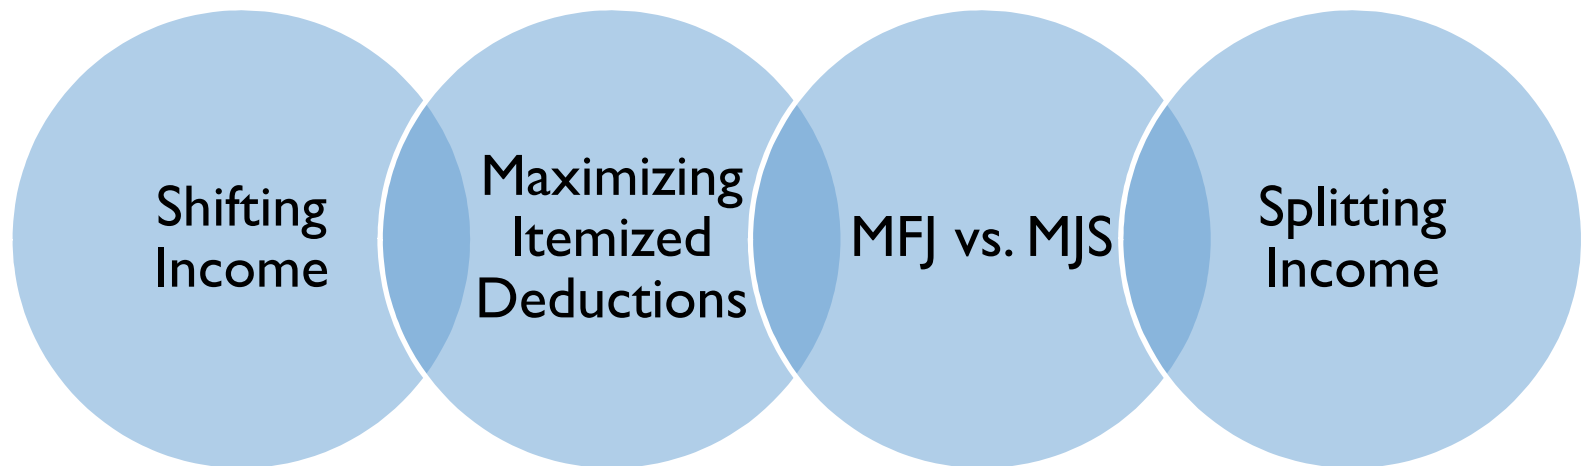 Shifting
Income
Maximizing
Itemized
Deductions
MFJ vs. MJS
Splitting
Income